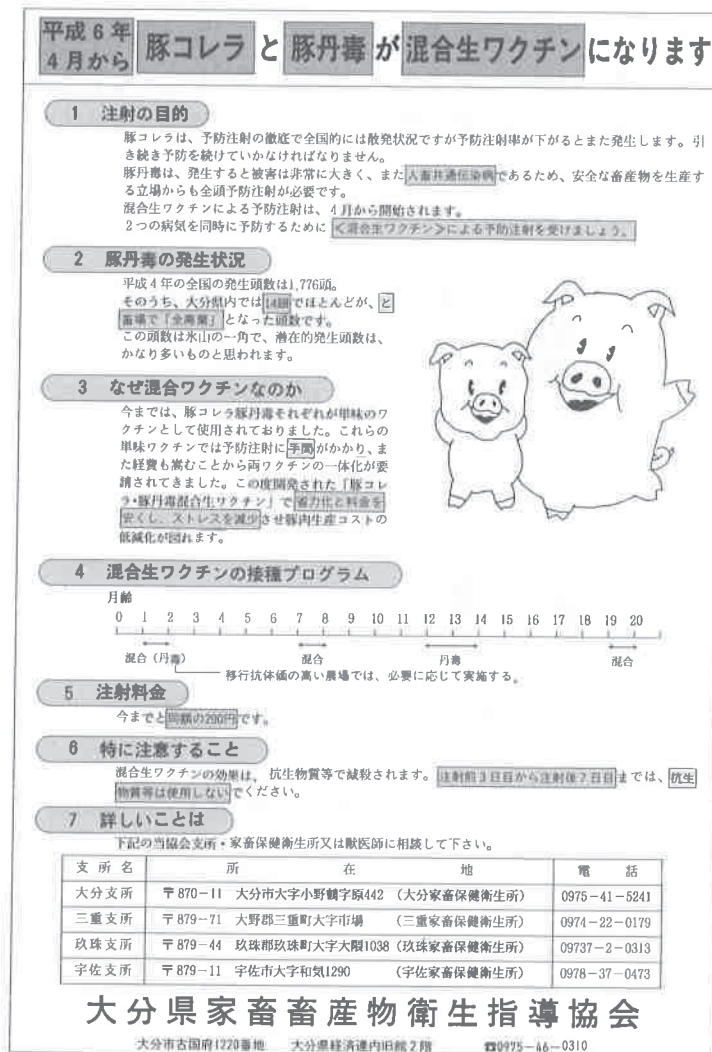 平成6年
4月から
豚コレラと豚丹毒が混合生ワクチンになります
1 注射の目的
豚コレラは、予防注射の徹底で全国的には散発状況ですが予防注射率が下がるとまた発生します。引
き続き予防を続けていかなければなりません。
豚丹毒は、発生すると被害は非常に大きく、また人畜共通伝染病であるため、安全な畜産物を生産す
る立場からも全頭予防注射が必要です。
混合生ワクチンによる予防注射は、4月から開始されます。
2つの病気を同時に予防するために<混合生ワクチン>による予防注射を受けましょう。
2 豚丹毒の発生状況
平成4年の全国の発生頭数は1,776頭。
そのうち、大分県内では14頭でほとんどが、と
畜場で「全廃棄」となった頭数です。
この頭数は氷山の一角で、潜在的発生頭数は、
かなり多いものと思われます。
3 なぜ混合ワクチンなのか
今までは、豚コレラ豚丹毒それぞれが単味のワ
クチンとして使用されておりました。これらの
単味ワクチンでは予防注射に手間がかかり、ま
た経費も嵩むことから両ワクチンの一体化が要
請されてきました。この度開発された「豚コレ
ラ・豚丹毒混合生ワクチン」で省力化と料金を
安くし、ストレスを減少させ豚肉生産コストの
低減化が図れます。
4 混合生ワクチンの接種プログラム
月齢
0 1 2 3 4 5 6 7 8 9 10 11 12 13 14 15 16 17 18 19 20
混合(丹毒) 混合 丹毒 混合
移行抗体価の高い農場では、必要に応じて実施する。
5 注射料金
今までと同額の290円です。
6 特に注意すること
混合生ワクチンの効果は、抗生物質等で減殺されます。注射前3日目から注射後7日目までは、抗生
物質等は使用しないでください。
7 詳しいことは
下記の当協会支所・家畜保健衛生所又は獣医師に相談して下さい。
支所名 所在地 電話
大分支所 〒870-11 大分市大字小野鶴字原442 (大分家畜保健衛生所) 0975-41-5241
三重支所 〒879-71 大野郡三重町大字市場 (三重家畜保健衛生所) 0974-22-0179
玖珠支所 〒879-44 玖珠郡玖珠町大字大隈1038 (玖珠家畜保健衛生所) 09737-2-0313
宇佐支所 〒879-11 宇佐市大字和気1290 (宇佐家畜保健衛生所) 0978-37-0473
大分県家畜畜産物衛生指導協会
大分市古国府1220番地 大分県経済連内旧館2階 ☎0975-46-0310